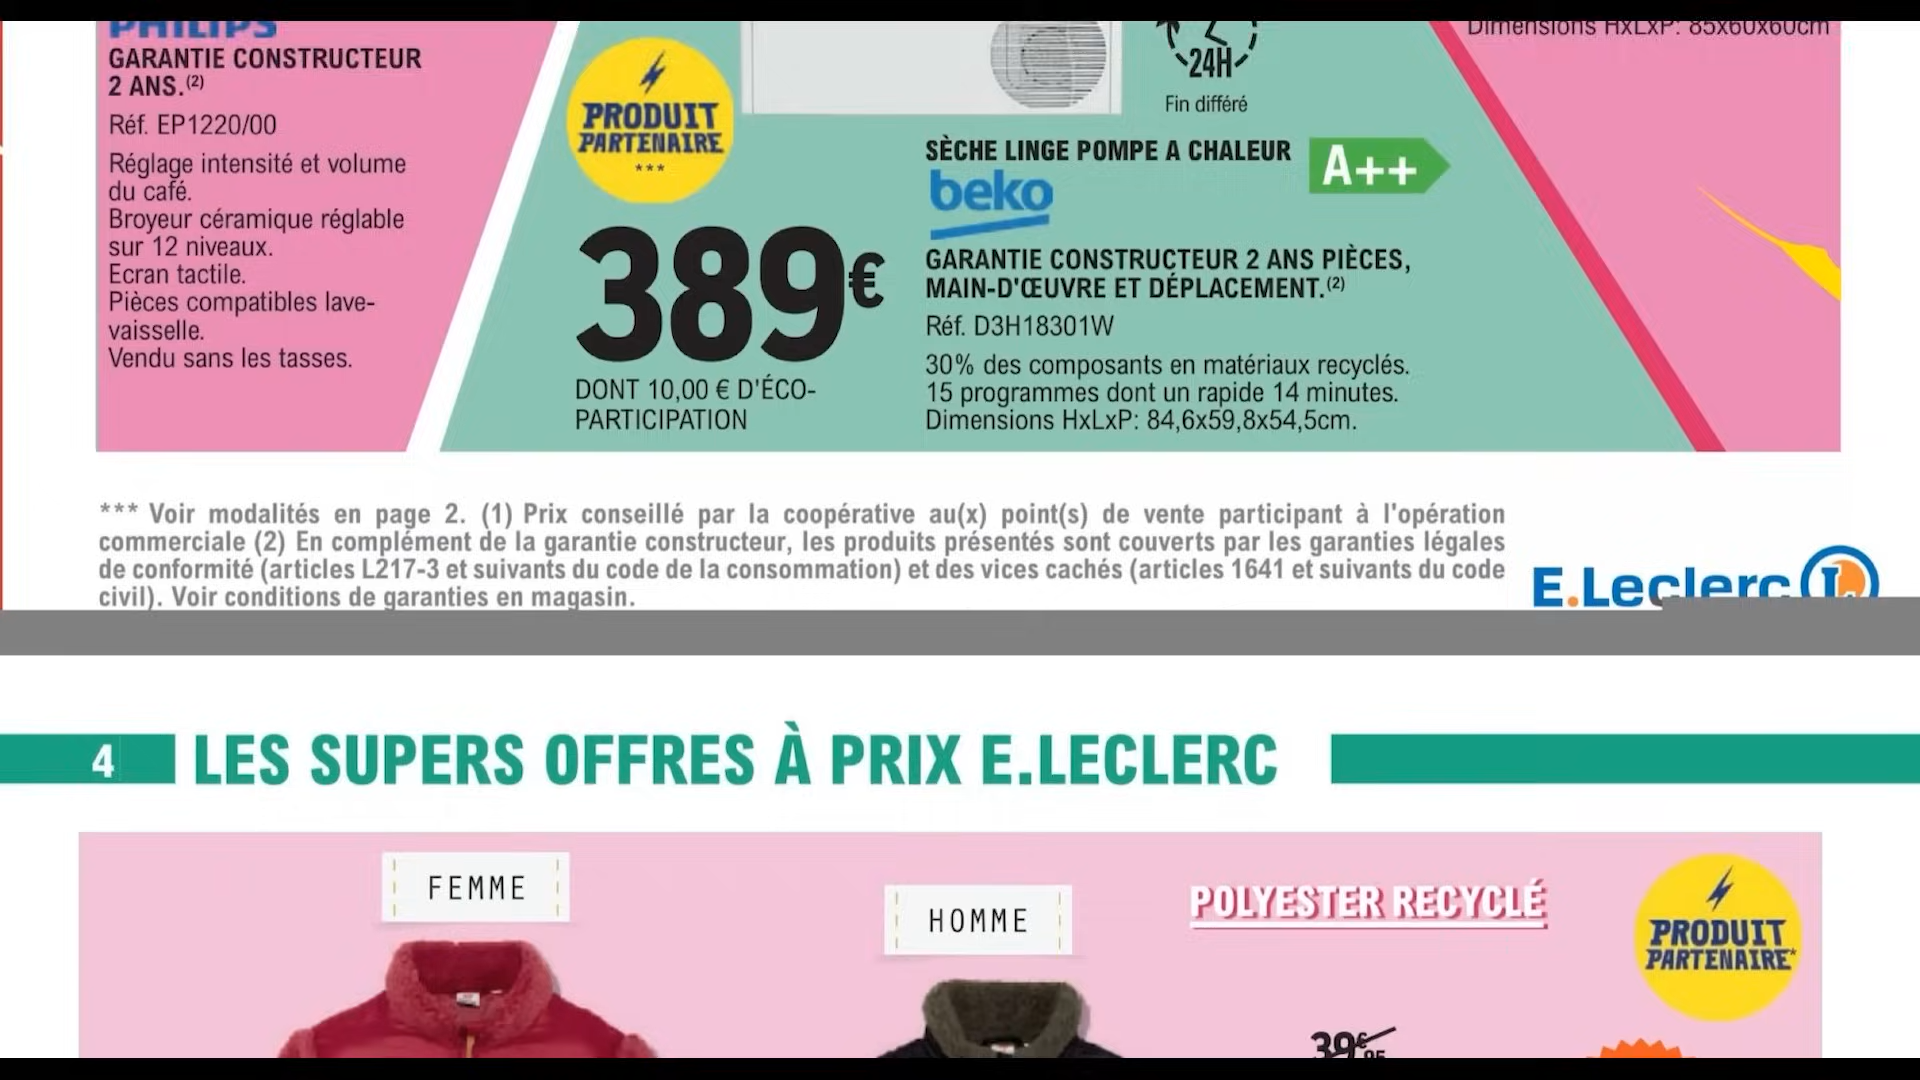 PHILIPS
GARANTIE CONSTRUCTEUR
2 ANS.(2)
Réf. EP1220/00
Réglage intensité et volume
du café.
Broyeur céramique réglable
sur 12 niveaux.
Ecran tactile.
Pièces compatibles lave-
vaisselle.
Vendu sans les tasses.
PRODUIT
PARTENAIRE
***
389€
DONT 10,00 € D'ÉCO-
PARTICIPATION
24H
Fin différé
SÈCHE LINGE POMPE A CHALEUR
A++
beko
GARANTIE CONSTRUCTEUR 2 ANS PIÈCES,
MAIN-D'ŒUVRE ET DÉPLACEMENT.(2)
Réf. D3H18301W
30% des composants en matériaux recyclés.
15 programmes dont un rapide 14 minutes.
Dimensions HxLxP: 84,6x59,8x54,5cm.
Dimensions HxLxP: 85x60x60cm
*** Voir modalités en page 2. (1) Prix conseillé par la coopérative au(x) point(s) de vente participant à l'opération
commerciale (2) En complément de la garantie constructeur, les produits présentés sont couverts par les garanties légales
de conformité (articles L217-3 et suivants du code de la consommation) et des vices cachés (articles 1641 et suivants du code
civil). Voir conditions de garanties en magasin.
E.Leclerc L
4 LES SUPERS OFFRES À PRIX E.LECLERC
FEMME
HOMME
POLYESTER RECYCLÉ
PRODUIT
PARTENAIRE*
39€95